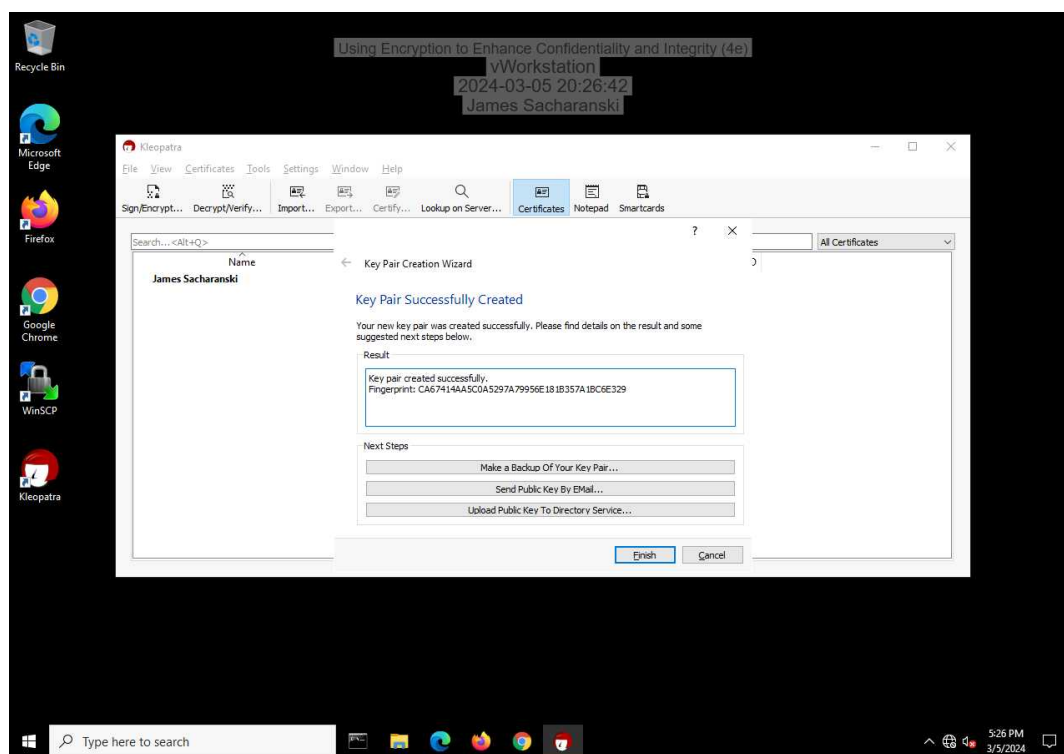 Recycle Bin
Using Encryption to Enhance Confidentiality and Integrity (4e)
vWorkstation
2024-03-05 20:26:42
James Sacharanski
Microsoft
Edge
Firefox
Google
Chrome
WinSCP
Kleopatra
Kleopatra
File View Certificates Tools Settings Window Help
Sign/Encrypt... Decrypt/Verify... Import... Export... Certify... Lookup on Server... Certificates Notepad Smartcards
Search...<Alt+Q>
All Certificates
Name
James Sacharanski
Key Pair Creation Wizard
Key Pair Successfully Created
Your new key pair was created successfully. Please find details on the result and some
suggested next steps below.
Result
Key pair created successfully.
Fingerprint: CA67414AA5C0A5297A79956E181B357A1BC6E329
Next Steps
Make a Backup Of Your Key Pair...
Send Public Key By EMail...
Upload Public Key To Directory Service...
Finish Cancel
Type here to search
5:26 PM
3/5/2024